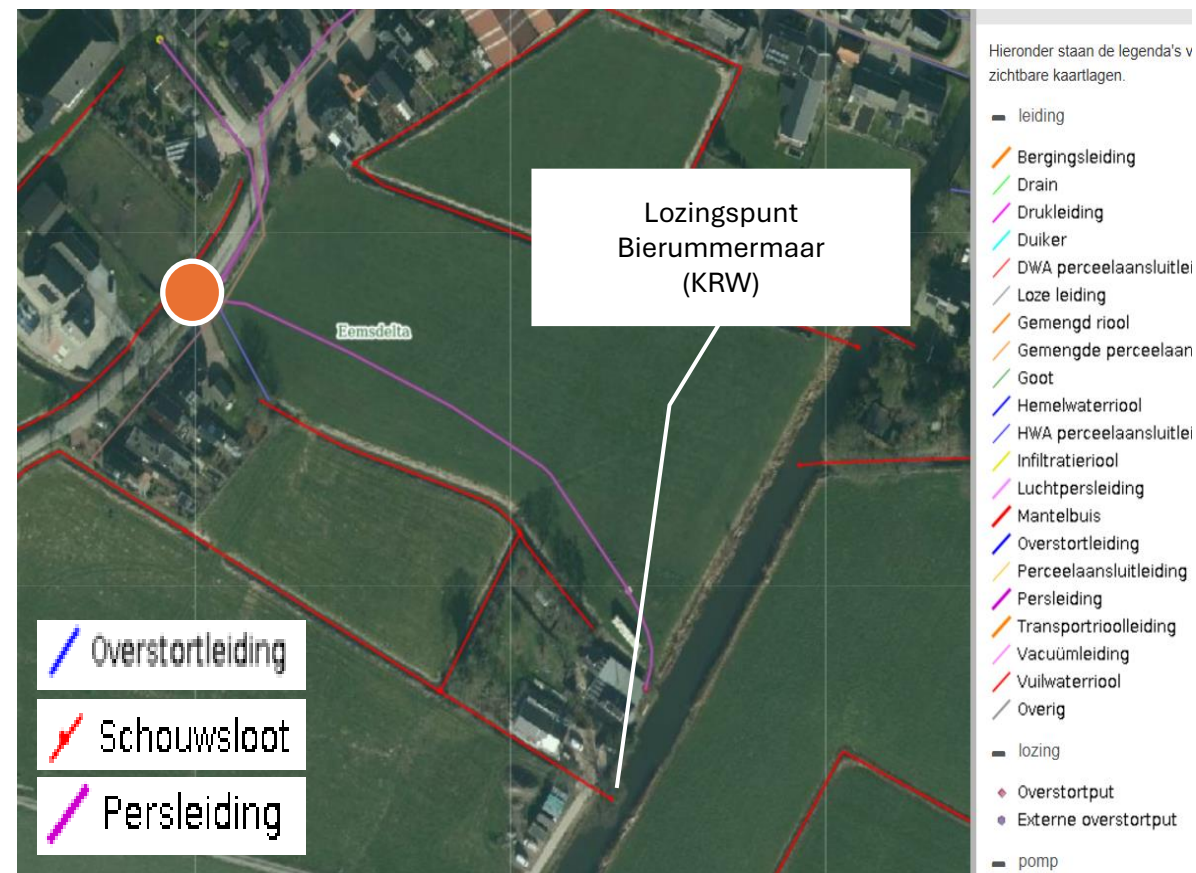 Lozingspunt
Bierummermaar
(KRW)
Eemsdelta
Overstortleiding
Schouwsloot
Persleiding
Hieronder staan de legenda's v
zichtbare kaartlagen.
leiding
Bergingsleiding
Drain
Drukleiding
Duiker
DWA perceelaansluitlei
Loze leiding
Gemengd riool
Gemengde perceelaan
Goot
Hemelwaterriool
HWA perceelaansluitlei
Infiltratieriool
Luchtpersleiding
Mantelbuis
Overstortleiding
Perceelaansluitleiding
Persleiding
Transportrioolleiding
Vacuümleiding
Vuilwaterriool
Overig
lozing
Overstortput
Externe overstortput
pomp